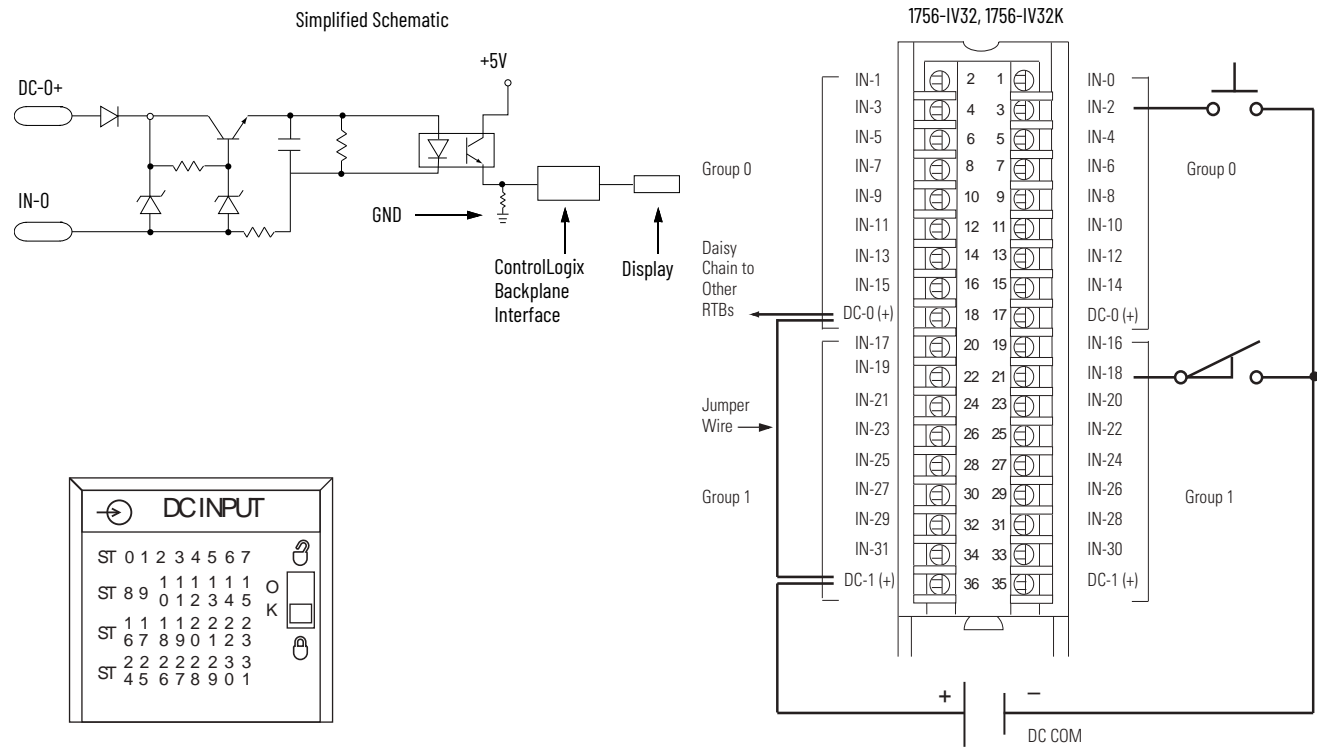 Simplified Schematic
+5V
DC-0+
IN-0
GND
ControlLogix
Backplane
Interface
Display
DC INPUT
ST 0 1 2 3 4 5 6 7
ST 8 9 1 1 1 1 1 1
0 1 2 3 4 5
O
K
ST 1 1 1 1 2 2 2 2
6 7 8 9 0 1 2 3
ST 2 2 2 2 2 2 3 3
4 5 6 7 8 9 0 1
1756-IV32, 1756-IV32K
IN-1 2 1 IN-0
IN-3 4 3 IN-2
IN-5 6 5 IN-4
Group 0
IN-7 8 7 IN-6
Group 0
IN-9 10 9 IN-8
IN-11 12 11 IN-10
Daisy
Chain to
Other
RTBs
IN-13 14 13 IN-12
IN-15 16 15 IN-14
DC-0 (+) 18 17 DC-0 (+)
IN-17 20 19 IN-16
IN-19 22 21 IN-18
IN-21 24 23 IN-20
Jumper
Wire
IN-23 26 25 IN-22
IN-25 28 27 IN-24
Group 1
IN-27 30 29 IN-26
Group 1
IN-29 32 31 IN-28
IN-31 34 33 IN-30
DC-1 (+) 36 35 DC-1 (+)
+ –
DC COM